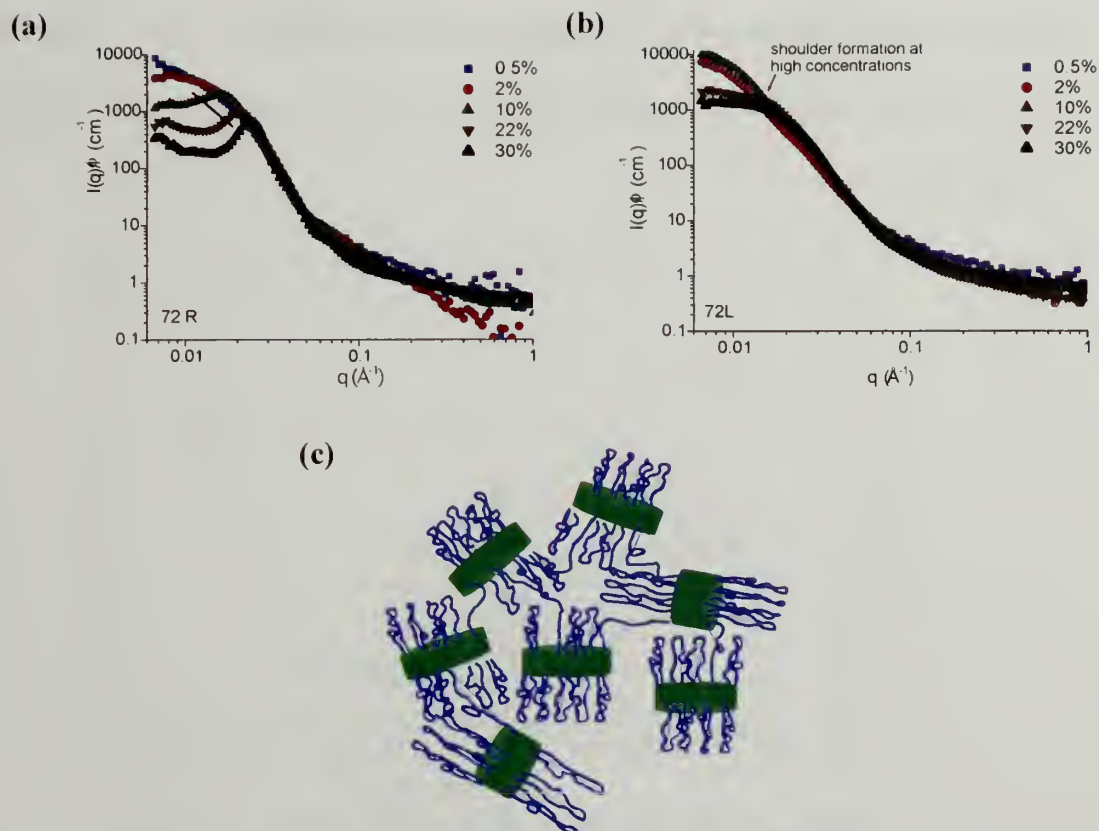 (a)
10000
1000
100
10
1
0.1
I(q)/ϕ (cm⁻¹)
0 5%
2%
10%
22%
30%
72 R
0.01
0.1
1
q (Å⁻¹)
(b)
10000
1000
100
10
1
0.1
I(q)/ϕ (cm⁻¹)
shoulder formation at
high concentrations
0.5%
2%
10%
22%
30%
72L
0.01
0.1
1
q (Å⁻¹)
(c)